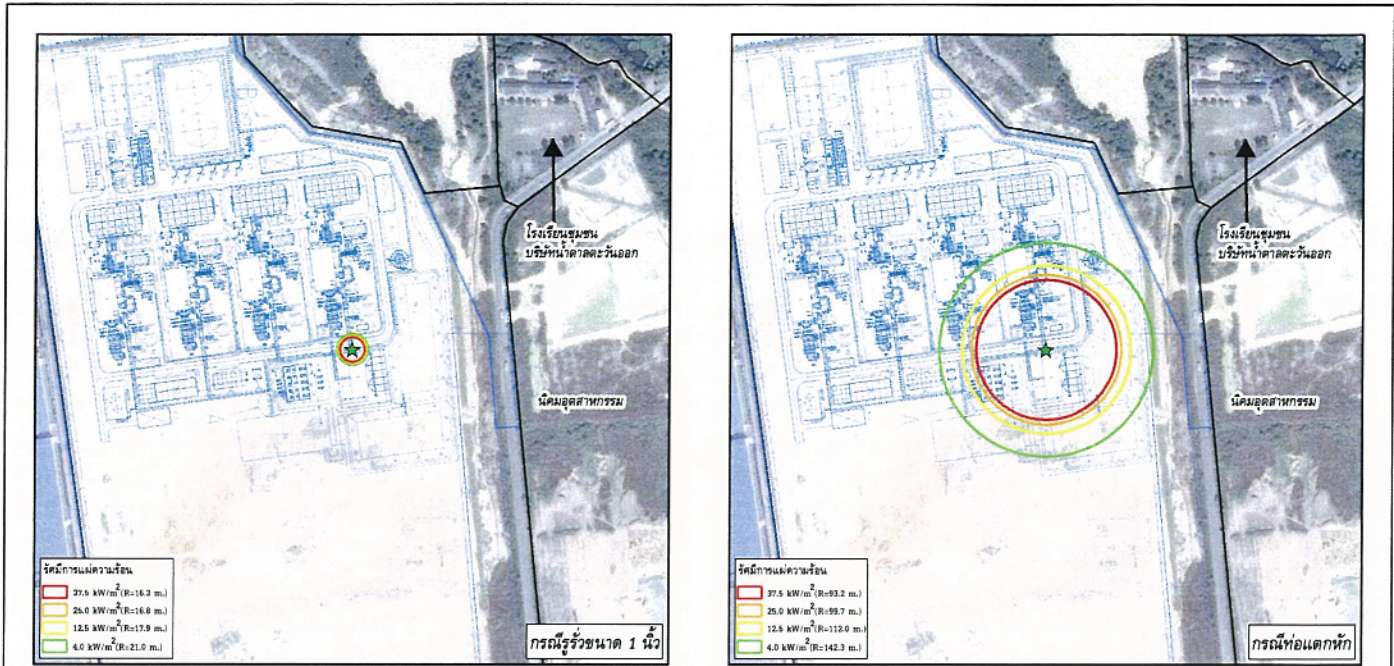 โรงเรียนชุมชน
บริษัทน้ำตาลตะวันออก
นิคมอุตสาหกรรม
รัศมีการแผ่ความร้อน
37.5 kW/m² (R=16.3 m.)
25.0 kW/m² (R=16.8 m.)
12.5 kW/m² (R=17.9 m.)
4.0 kW/m² (R=21.0 m.)
กรณีรูรั่วขนาด 1 นิ้ว
โรงเรียนชุมชน
บริษัทน้ำตาลตะวันออก
นิคมอุตสาหกรรม
รัศมีการแผ่ความร้อน
37.5 kW/m² (R=93.2 m.)
25.0 kW/m² (R=99.7 m.)
12.5 kW/m² (R=112.0 m.)
4.0 kW/m² (R=142.3 m.)
กรณีท่อแตกหัก